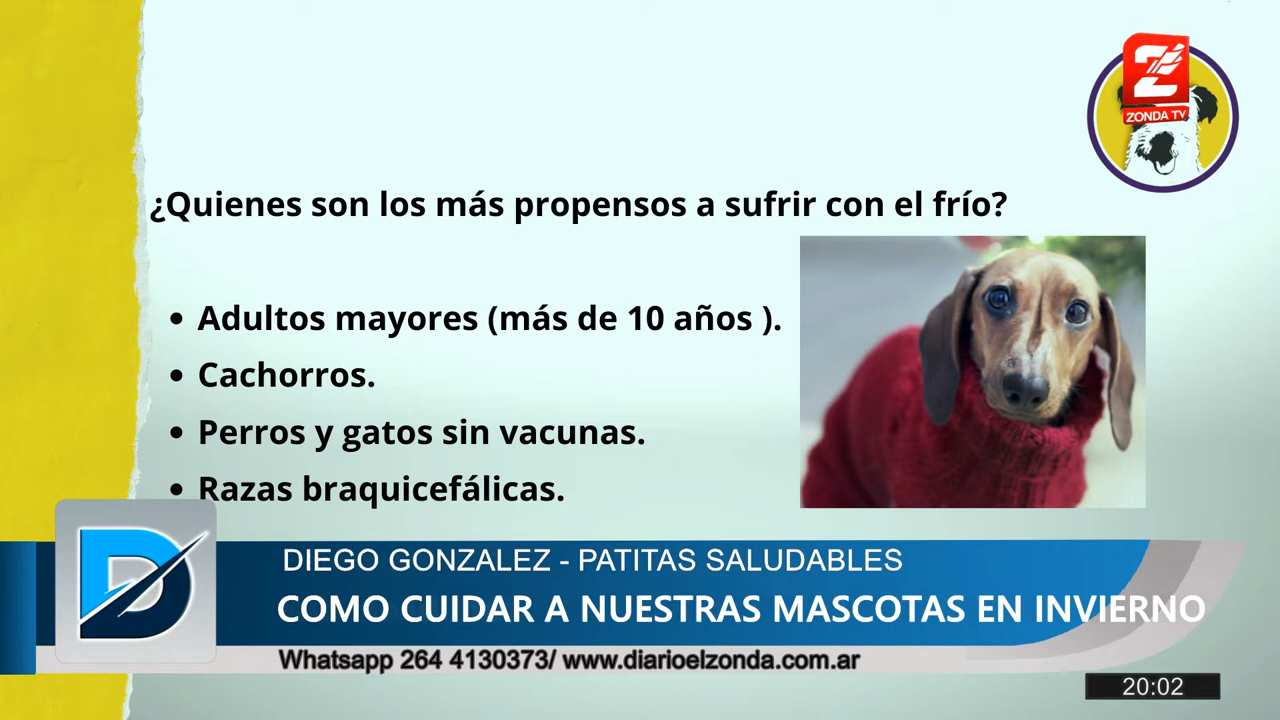 Z
ZONDA TV
¿Quienes son los más propensos a sufrir con el frío?
• Adultos mayores (más de 10 años ).
• Cachorros.
• Perros y gatos sin vacunas.
• Razas braquicefálicas.
D
DIEGO GONZALEZ - PATITAS SALUDABLES
COMO CUIDAR A NUESTRAS MASCOTAS EN INVIERNO
Whatsapp 264 4130373/ www.diarioelzonda.com.ar
20:02